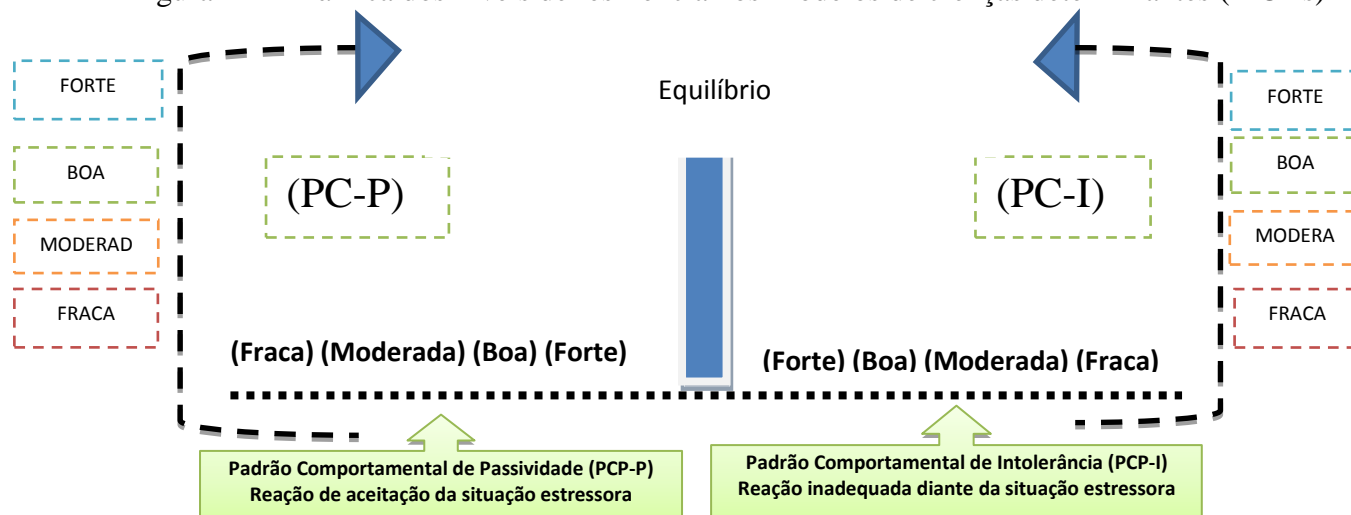 Equilíbrio
FORTE
BOA
MODERAD
FRACA
(PC-P)
(PC-I)
FORTE
BOA
MODERA
FRACA
(Fraca) (Moderada) (Boa) (Forte)
(Forte) (Boa) (Moderada) (Fraca)
Padrão Comportamental de Passividade (PCP-P)
Reação de aceitação da situação estressora
Padrão Comportamental de Intolerância (PCP-I)
Reação inadequada diante da situação estressora